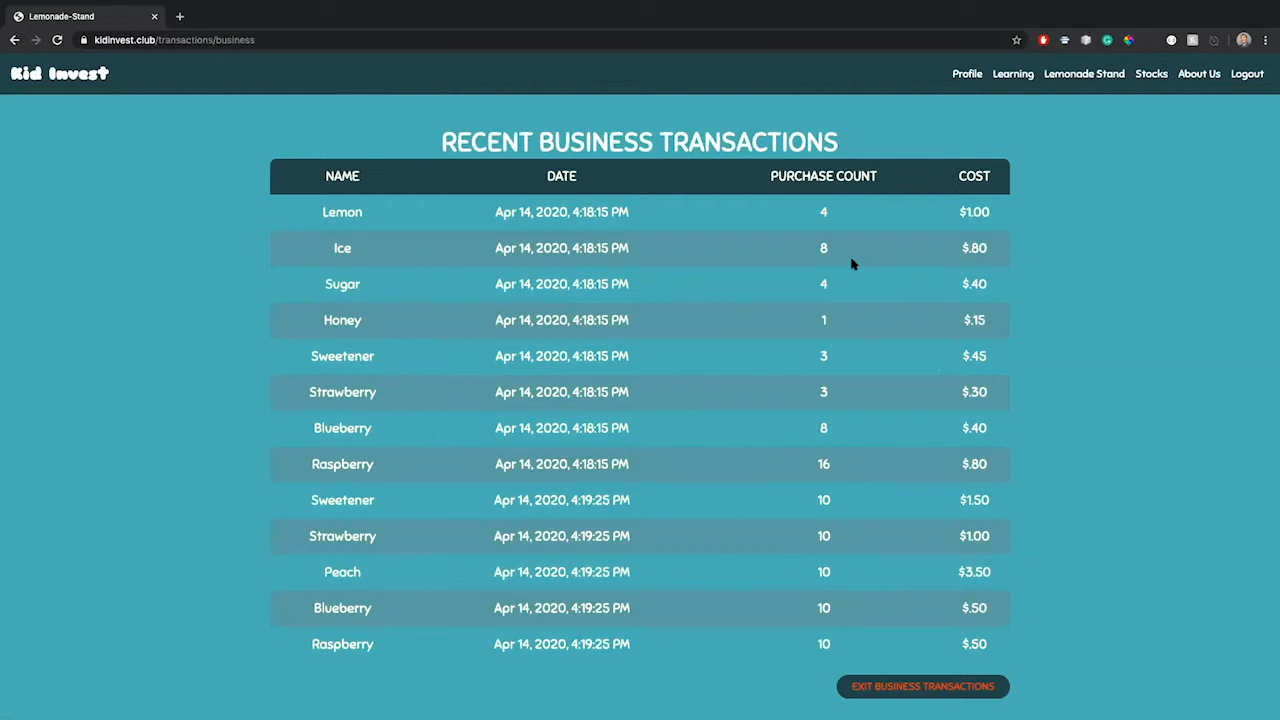 Lemonade-Stand
kidinvest.club/transactions/business
Kid Invest
Profile Learning Lemonade Stand Stocks About Us Logout
RECENT BUSINESS TRANSACTIONS
NAME DATE PURCHASE COUNT COST
Lemon Apr 14, 2020, 4:18:15 PM 4 $1.00
Ice Apr 14, 2020, 4:18:15 PM 8 $.80
Sugar Apr 14, 2020, 4:18:15 PM 4 $.40
Honey Apr 14, 2020, 4:18:15 PM 1 $.15
Sweetener Apr 14, 2020, 4:18:15 PM 3 $.45
Strawberry Apr 14, 2020, 4:18:15 PM 3 $.30
Blueberry Apr 14, 2020, 4:18:15 PM 8 $.40
Raspberry Apr 14, 2020, 4:18:15 PM 16 $.80
Sweetener Apr 14, 2020, 4:19:25 PM 10 $1.50
Strawberry Apr 14, 2020, 4:19:25 PM 10 $1.00
Peach Apr 14, 2020, 4:19:25 PM 10 $3.50
Blueberry Apr 14, 2020, 4:19:25 PM 10 $.50
Raspberry Apr 14, 2020, 4:19:25 PM 10 $.50
EXIT BUSINESS TRANSACTIONS